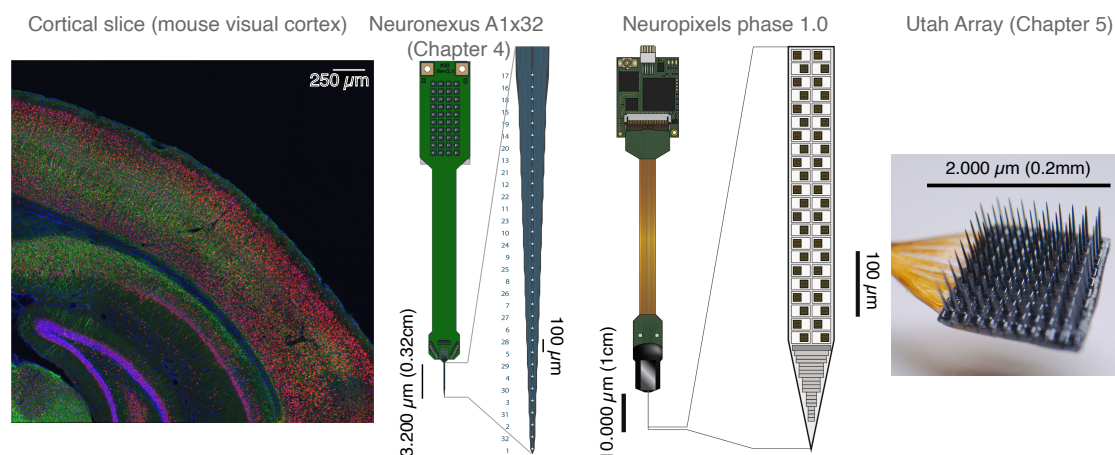 Cortical slice (mouse visual cortex)
250 µm
Neuronexus A1x32
(Chapter 4)
17
16
18
15
19
14
20
13
21
12
22
11
23
10
24
9
25
8
26
7
27
6
28
5
29
4
30
3
31
2
32
1
100 µm
3.200 µm (0.32cm)
Neuropixels phase 1.0
100 µm
10.000 µm (1cm)
Utah Array (Chapter 5)
2.000 µm (0.2mm)